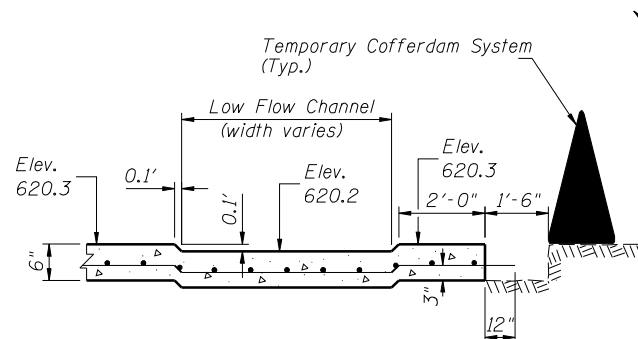 Temporary Cofferdam System
(Typ.)
Low Flow Channel
(width varies)
Elev.
620.3
0.1'
0.1'
Elev.
620.2
Elev.
620.3
2'-0"
1'-6"
6"
3"
12"